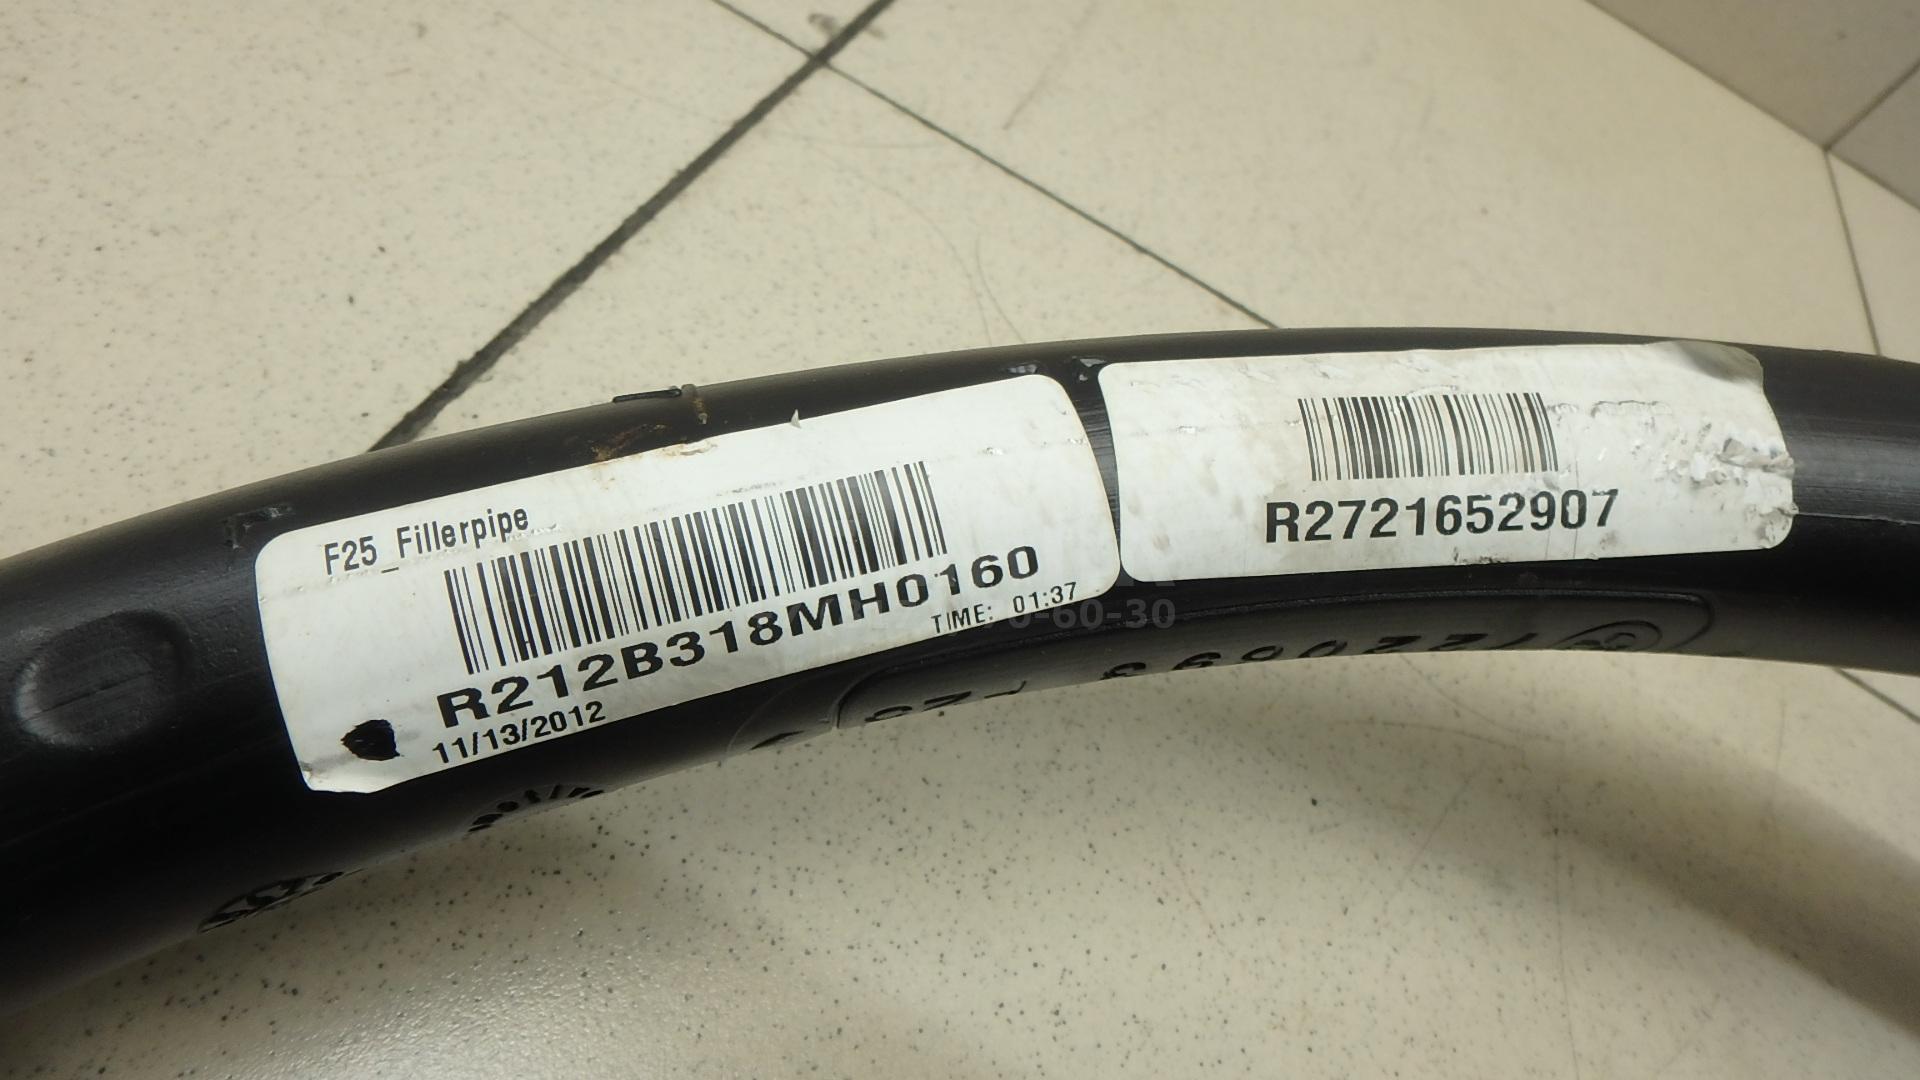 F25_Fillerpipe
R212B318MH0160
TIME: 01:37
11/13/2012
R2721652907